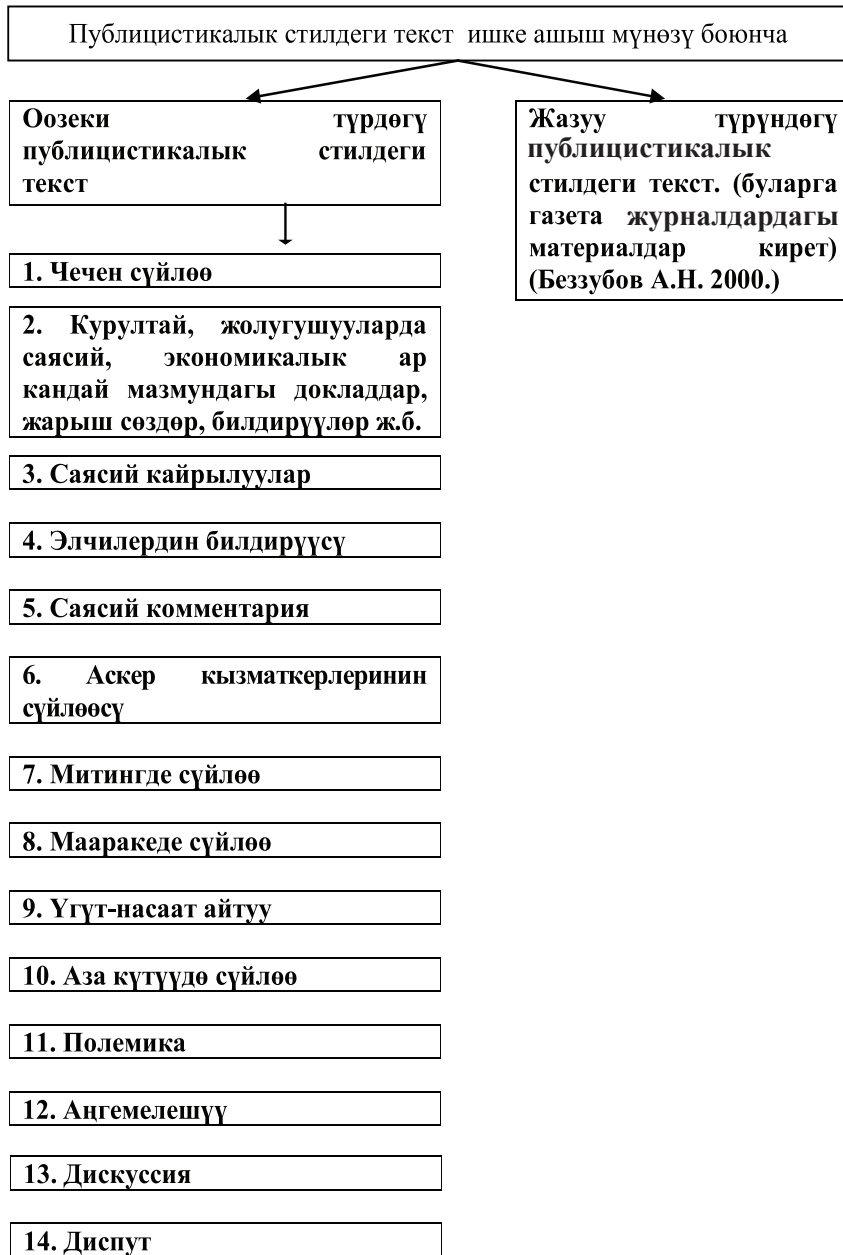 Публицистикалык стилдеги текст ишке ашыш мүнөзү боюнча
Оозеки түрдөгү
публицистикалык стилдеги
текст
Жазуу түрүндөгү
публицистикалык
стилдеги текст. (буларга
газета журналдардагы
материалдар кирет)
(Беззубов А.Н. 2000.)
1. Чечен сүйлөө
2. Курултай, жолугушууларда
саясий, экономикалык ар
кандай мазмундагы докладдар,
жарыш сөздөр, билдирүүлөр ж.б.
3. Саясий кайрылуулар
4. Элчилердин билдирүүсү
5. Саясий комментария
6. Аскер кызматкерлеринин
сүйлөөсү
7. Митингде сүйлөө
8. Мааракеде сүйлөө
9. Үгүт-насаат айтуу
10. Аза күтүүдө сүйлөө
11. Полемика
12. Аңгемелешүү
13. Дискуссия
14. Диспут